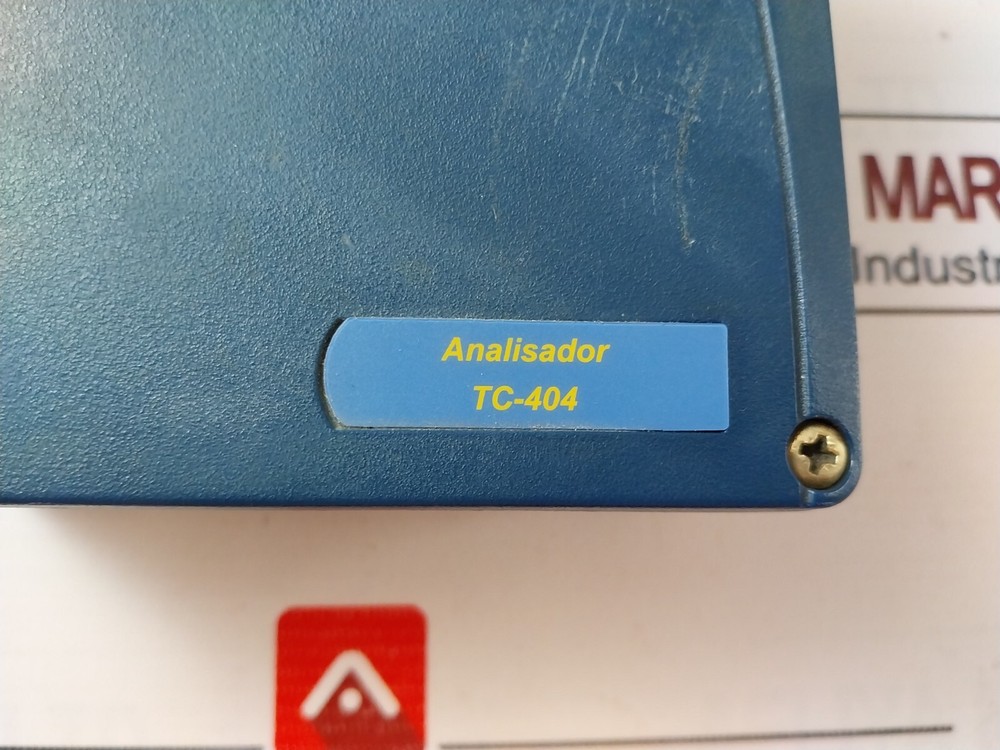 Analisador
TC-404
MAR
Industr